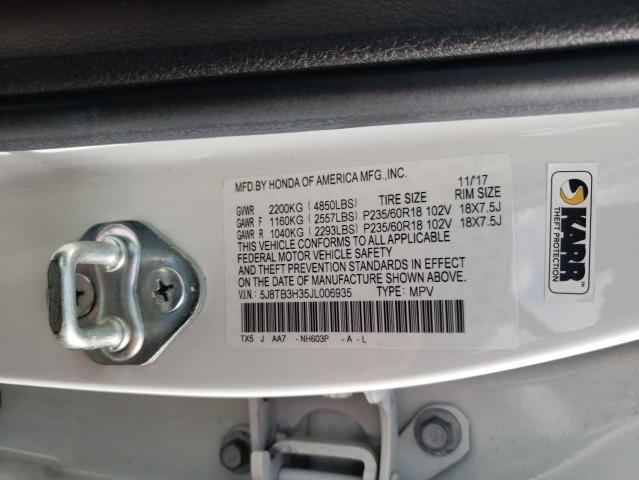 MFD.BY HONDA OF AMERICA MFG.,INC. 11/'17
GVWR 2200KG (4850LBS) TIRE SIZE RIM SIZE
GAWR F 1160KG (2557LBS) P235/60R18 102V 18X7.5J
GAWR R 1040KG (2293LBS) P235/60R18 102V 18X7.5J
THIS VEHICLE CONFORMS TO ALL APPLICABLE
FEDERAL MOTOR VEHICLE SAFETY
AND THEFT PREVENTION STANDARDS IN EFFECT
ON THE DATE OF MANUFACTURE SHOWN ABOVE.
V.I.N.: 5J8TB3H35JL006935 TYPE: MPV
TX5 J AA7 -NH603P -A -L
KARR™
THEFT PROTECTION